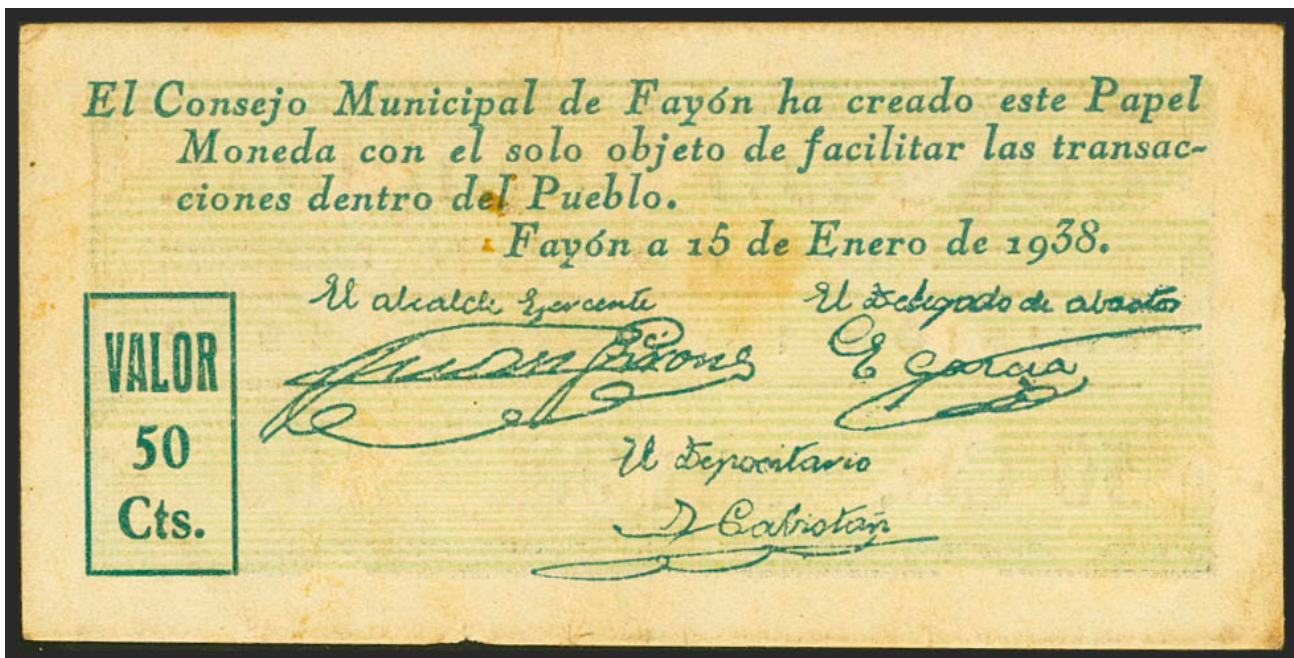 El Consejo Municipal de Fayón ha creado este Papel
Moneda con el solo objeto de facilitar las transac-
ciones dentro del Pueblo.
Fayón a 15 de Enero de 1938.
El alcalde Ejerciente
El Delegado de abastos
Juan
E Garcia
VALOR
50
Cts.
El Depositario